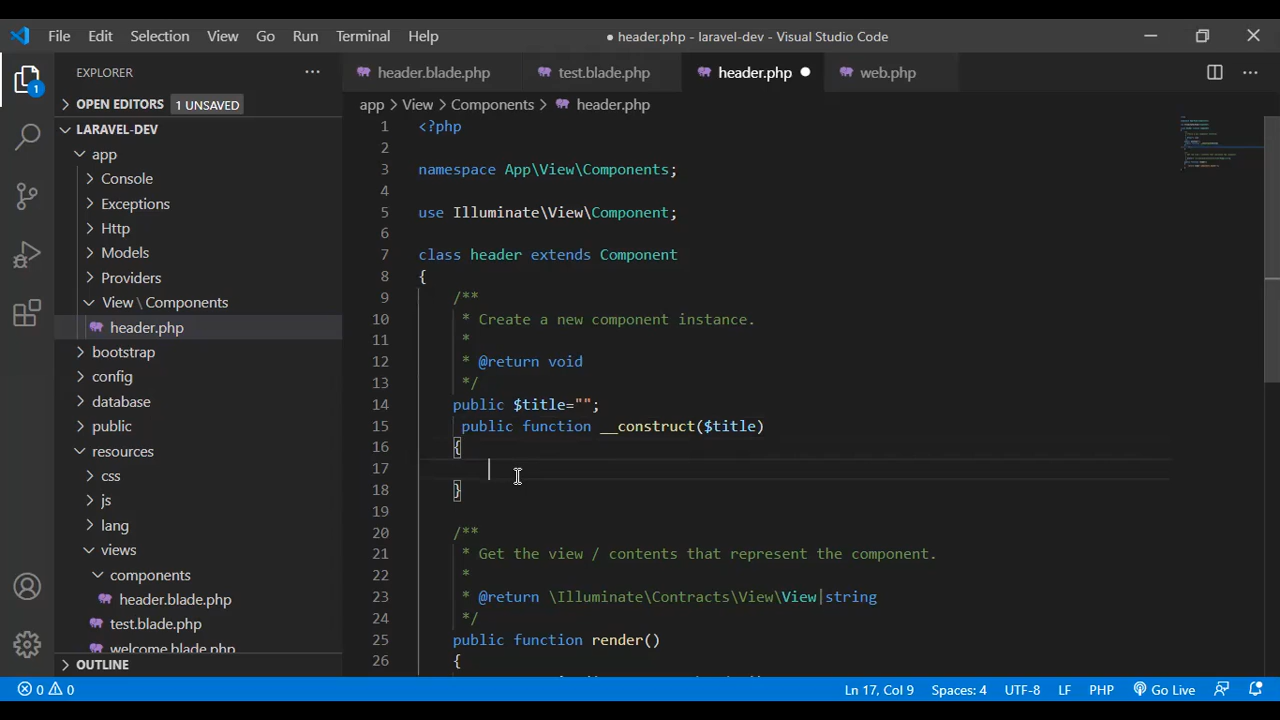 File Edit Selection View Go Run Terminal Help
● header.php - laravel-dev - Visual Studio Code
EXPLORER
header.blade.php test.blade.php header.php web.php
OPEN EDITORS 1 UNSAVED
app > View > Components > header.php
LARAVEL-DEV
app
Console
Exceptions
Http
Models
Providers
View \ Components
header.php
bootstrap
config
database
public
resources
css
js
lang
views
components
header.blade.php
test.blade.php
welcome.blade.php
OUTLINE
1 <?php
2
3 namespace App\View\Components;
4
5 use Illuminate\View\Component;
6
7 class header extends Component
8 {
9 /**
10 * Create a new component instance.
11 *
12 * @return void
13 */
14 public $title="";
15 public function __construct($title)
16 {
17
18 }
19
20 /**
21 * Get the view / contents that represent the component.
22 *
23 * @return \Illuminate\Contracts\View\View|string
24 */
25 public function render()
26 {
1
0 0 Ln 17, Col 9 Spaces: 4 UTF-8 LF PHP Go Live